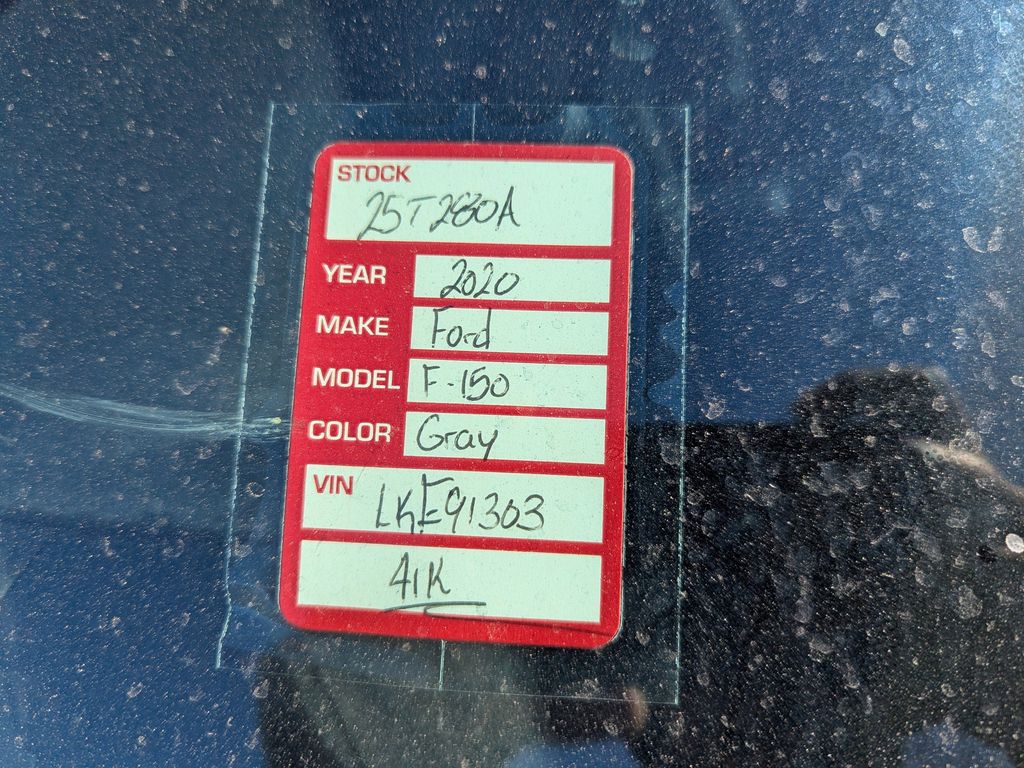 STOCK
25T280A
YEAR 2020
MAKE Ford
MODEL F-150
COLOR Gray
VIN LKE91303
41K